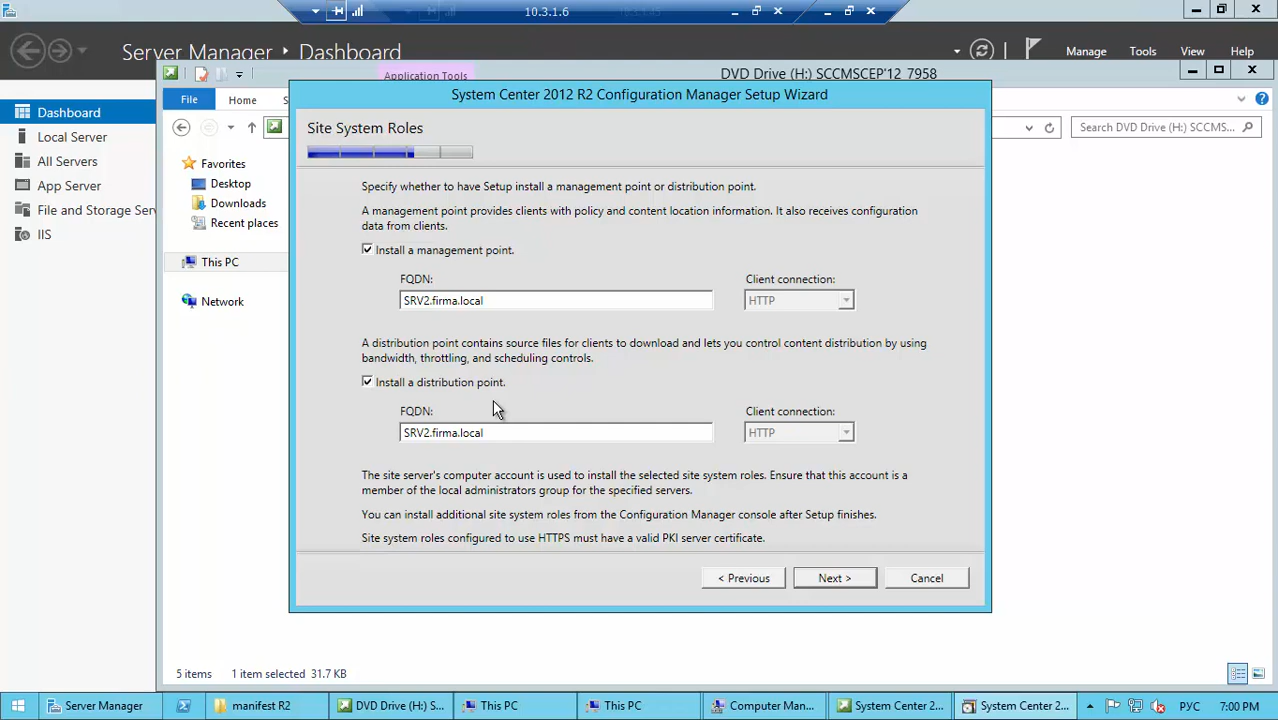 10.3.1.6
Server Manager ▸ Dashboard
Manage Tools View Help
Application Tools
DVD Drive (H:) SCCMSCEP'12_7958
File Home S
Search DVD Drive (H:) SCCMS...
Dashboard
Local Server
All Servers
App Server
File and Storage Serv
IIS
Favorites
Desktop
Downloads
Recent places
This PC
Network
System Center 2012 R2 Configuration Manager Setup Wizard
Site System Roles
Specify whether to have Setup install a management point or distribution point.
A management point provides clients with policy and content location information. It also receives configuration
data from clients.
Install a management point.
FQDN: Client connection:
SRV2.firma.local HTTP
A distribution point contains source files for clients to download and lets you control content distribution by using
bandwidth, throttling, and scheduling controls.
Install a distribution point.
FQDN: Client connection:
SRV2.firma.local HTTP
The site server's computer account is used to install the selected site system roles. Ensure that this account is a
member of the local administrators group for the specified servers.
You can install additional site system roles from the Configuration Manager console after Setup finishes.
Site system roles configured to use HTTPS must have a valid PKI server certificate.
< Previous Next > Cancel
5 items 1 item selected 31.7 KB
Server Manager manifest R2 DVD Drive (H:) S... This PC This PC Computer Man... System Center 2... System Center 2... РУС 7:00 PM